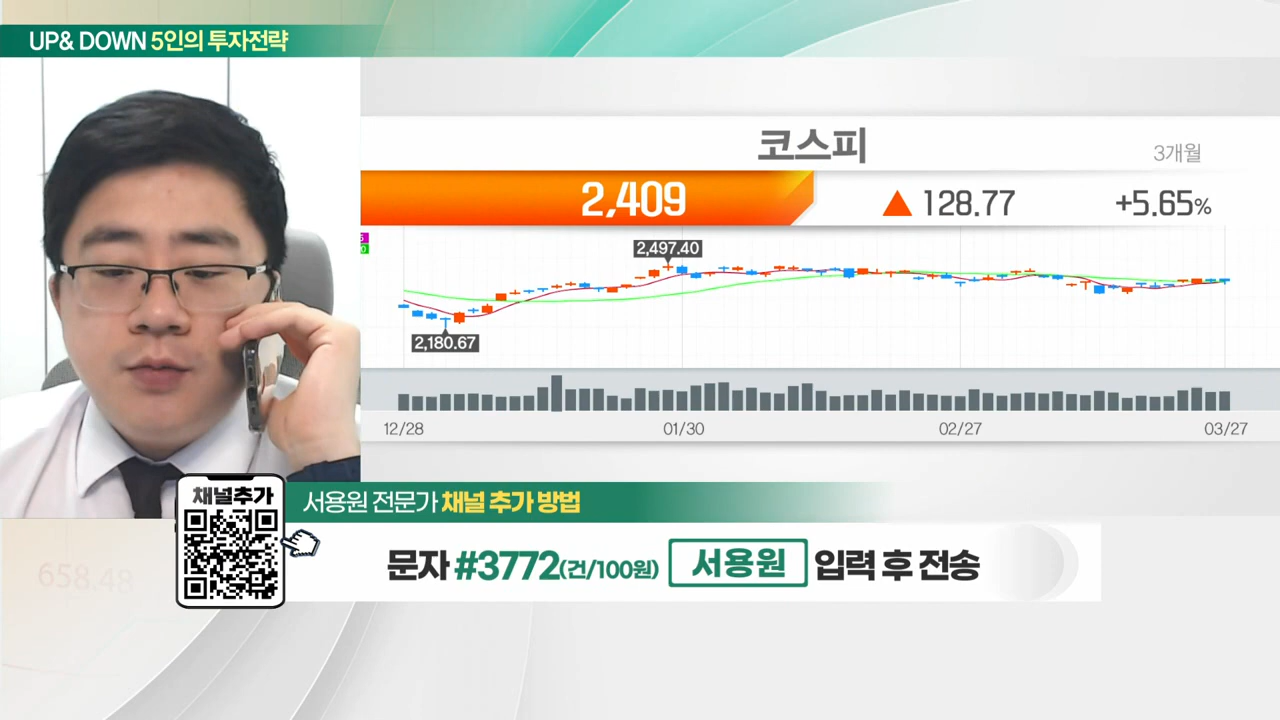 UP& DOWN 5인의 투자전략
코스피
3개월
2,409 ▲ 128.77 +5.65%
2,497.40
2,180.67
12/28 01/30 02/27 03/27
채널추가
서용원 전문가 채널 추가 방법
문자 #3772(건/100원) 서용원 입력 후 전송
658.48